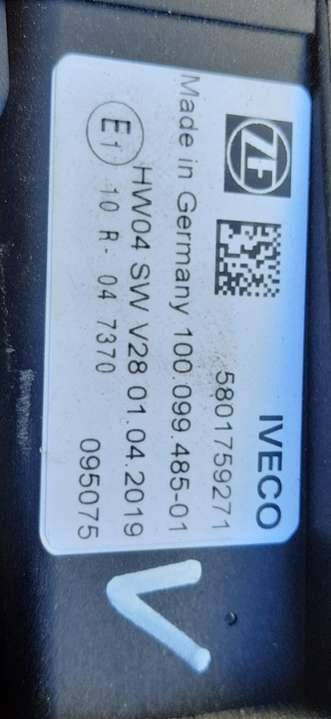 ZF
IVECO
5801759271
Made in Germany 100.099.485-01
HW04 SW V28 01.04.2019
E1 10 R- 04 7370
095075
V